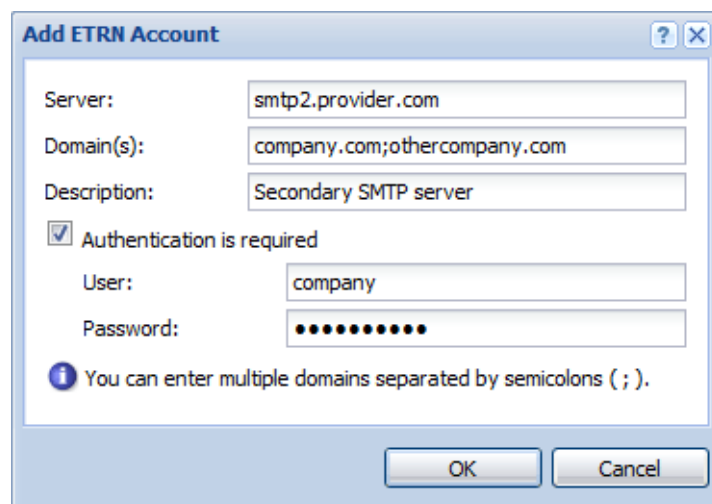 Add ETRN Account
Server: smtp2.provider.com
Domain(s): company.com;othercompany.com
Description: Secondary SMTP server
Authentication is required
User: company
Password: ●●●●●●●●●●
You can enter multiple domains separated by semicolons ( ; ).
OK Cancel